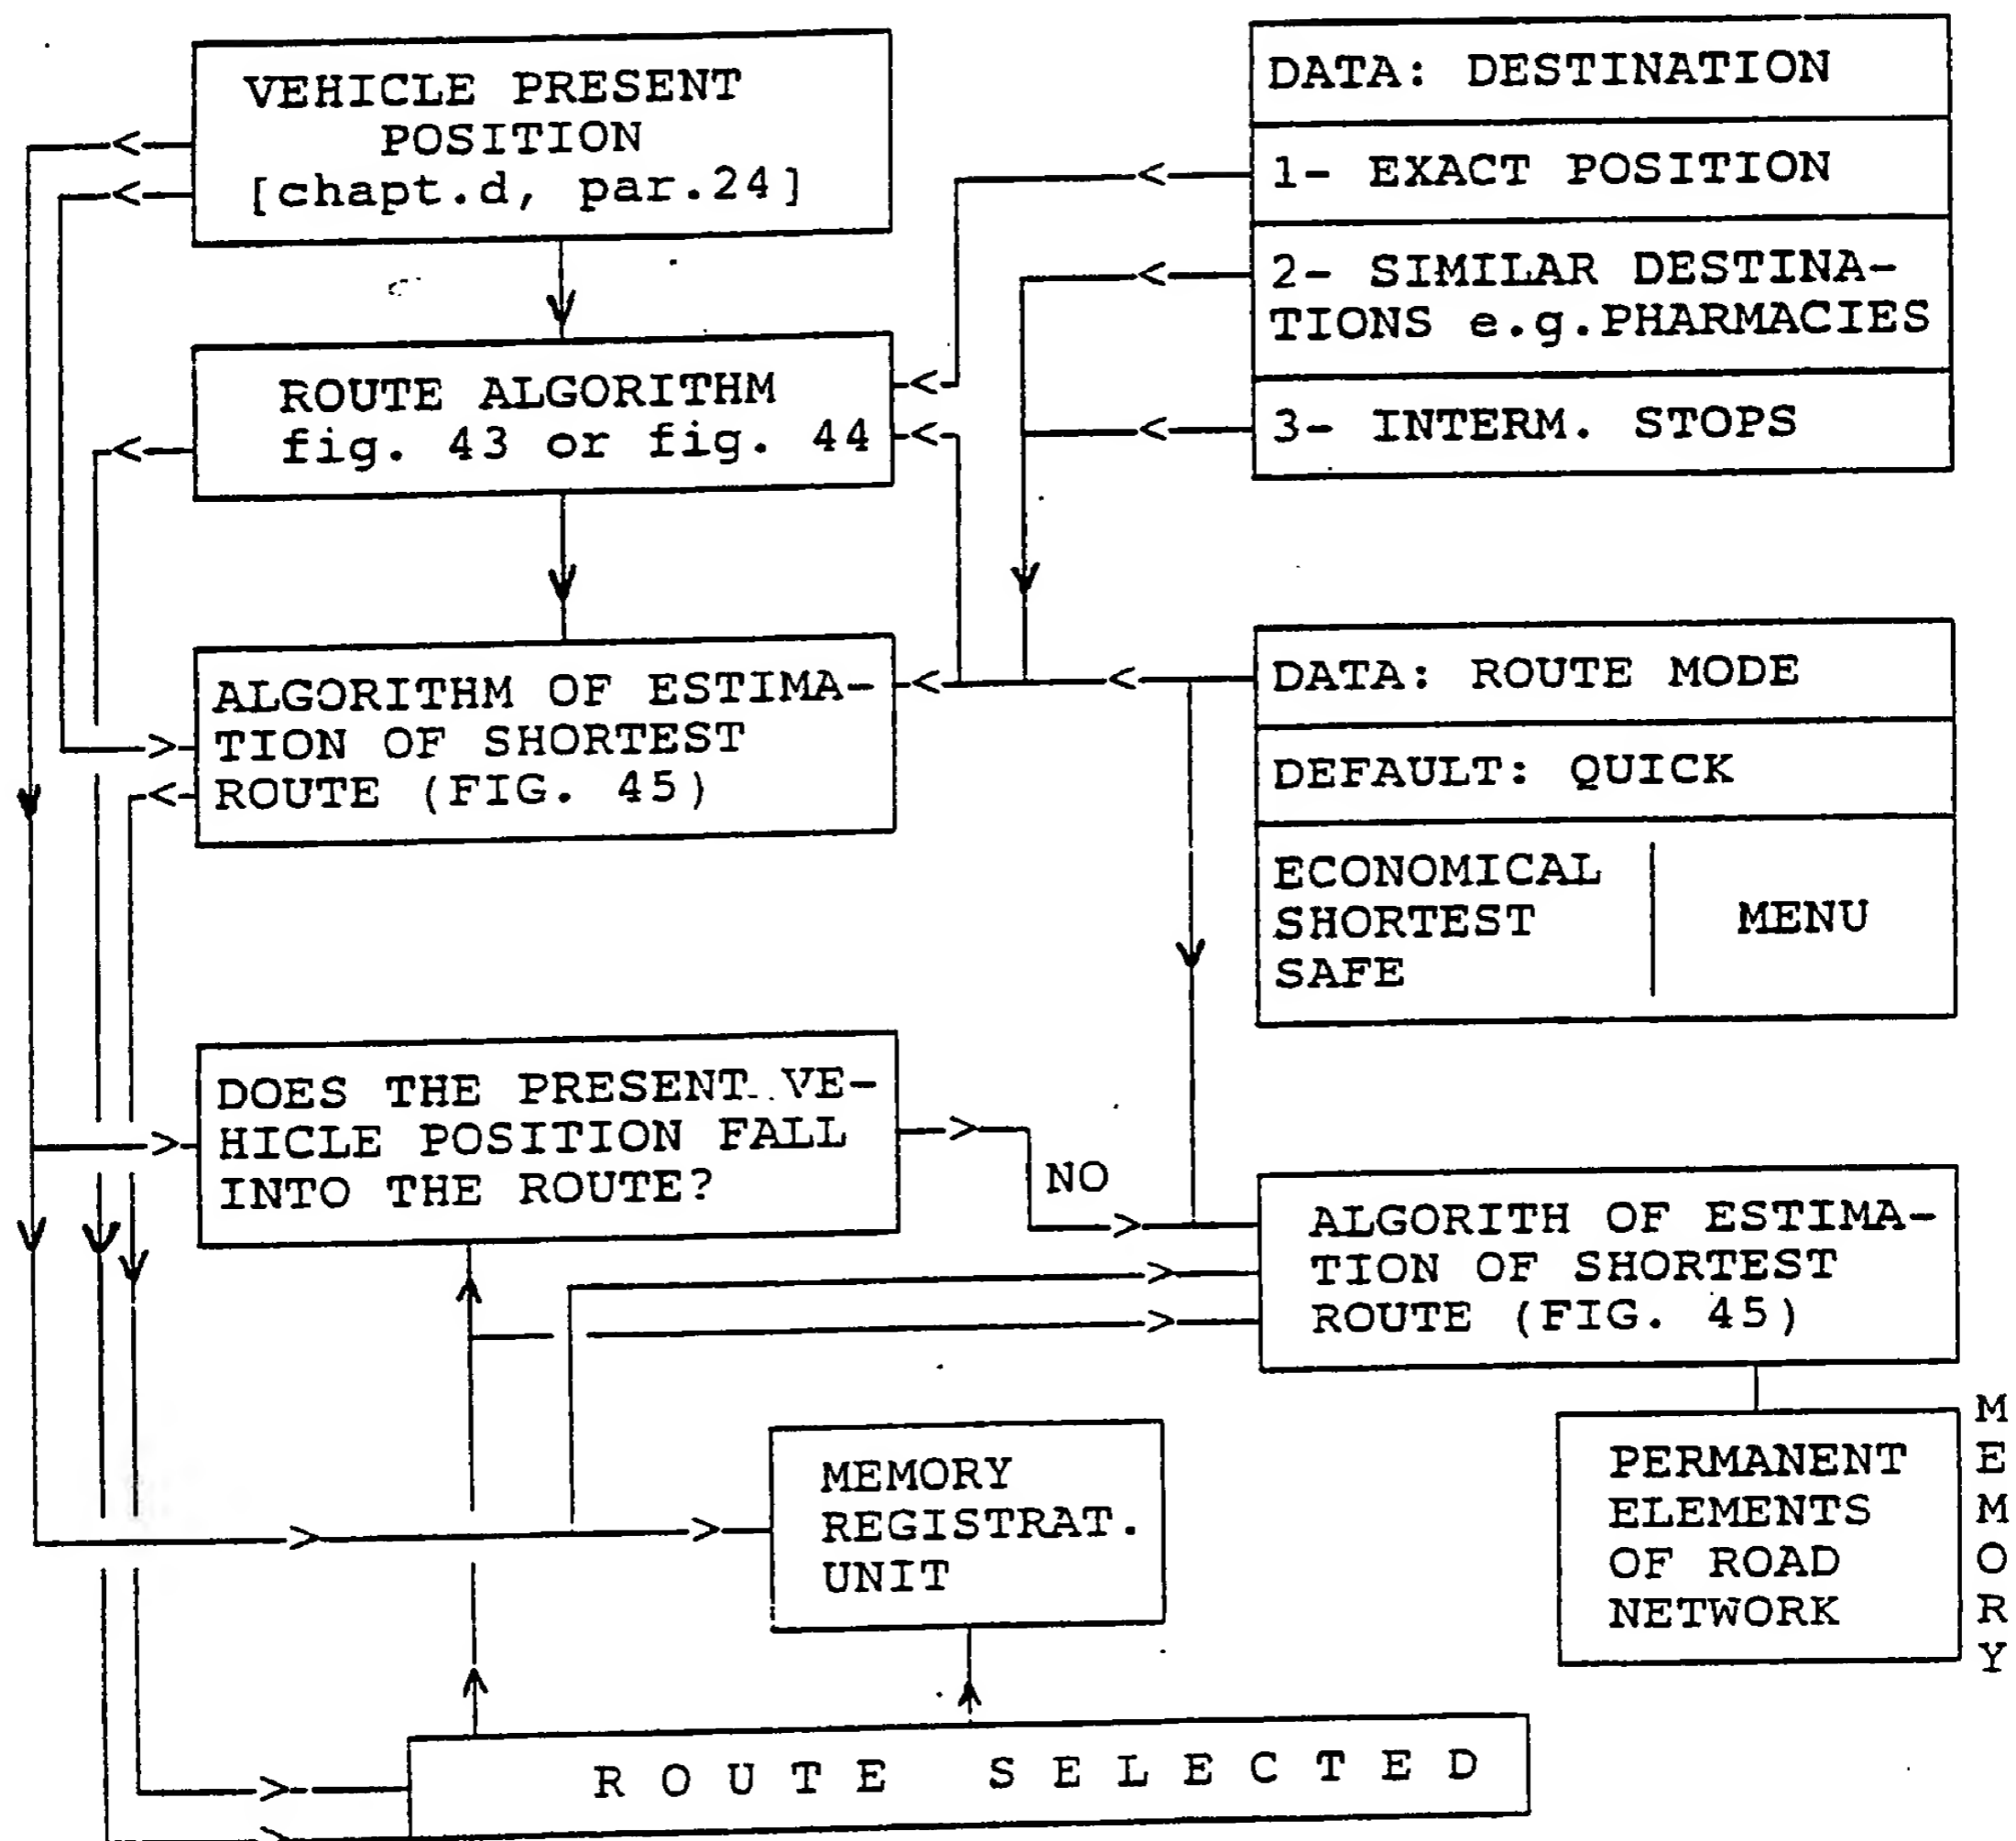 VEHICLE PRESENT
POSITION
[chapt.d, par.24]
DATA: DESTINATION
1- EXACT POSITION
2- SIMILAR DESTINA-
TIONS e.g.PHARMACIES
3- INTERM. STOPS
ROUTE ALGORITHM
fig. 43 or fig. 44
ALGORITHM OF ESTIMA-
TION OF SHORTEST
ROUTE (FIG. 45)
DATA: ROUTE MODE
DEFAULT: QUICK
ECONOMICAL
SHORTEST
SAFE
MENU
DOES THE PRESENT VE-
HICLE POSITION FALL
INTO THE ROUTE?
NO
ALGORITH OF ESTIMA-
TION OF SHORTEST
ROUTE (FIG. 45)
MEMORY
REGISTRAT.
UNIT
PERMANENT
ELEMENTS
OF ROAD
NETWORK
MEMORY
ROUTE SELECTED